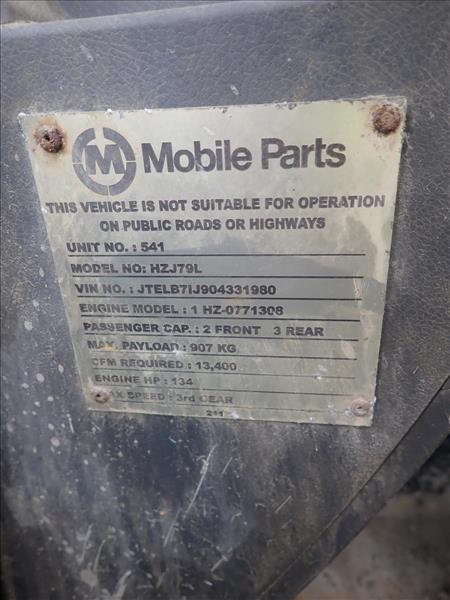 M Mobile Parts
THIS VEHICLE IS NOT SUITABLE FOR OPERATION
ON PUBLIC ROADS OR HIGHWAYS
UNIT NO. : 541
MODEL NO: HZJ79L
VIN NO. : JTELB7IJ904331980
ENGINE MODEL : 1 HZ-0771308
PASSENGER CAP. : 2 FRONT 3 REAR
MAX. PAYLOAD : 907 KG
CFM REQUIRED : 13,400
ENGINE HP : 134
MAX SPEED : 3rd GEAR
211